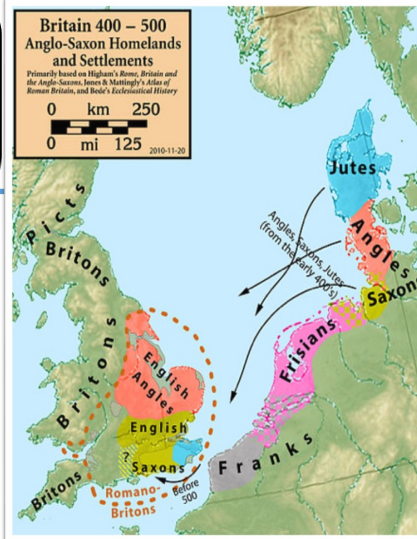 Britain 400 – 500
Anglo-Saxon Homelands
and Settlements
Primarily based on Higham's Rome, Britain and
the Anglo-Saxons, Jones & Mattingly's Atlas of
Roman Britain, and Bede's Ecclesiastical History
0 km 250
0 mi 125
2010-11-20
Jutes
Picts
Angles
Britons
Angles, Saxons, Jutes
(from the early 400's)
Saxon
Britons
Frisians
English
Angles
English
?
Saxons
Franks
Britons
Before
500
Romano-
Britons